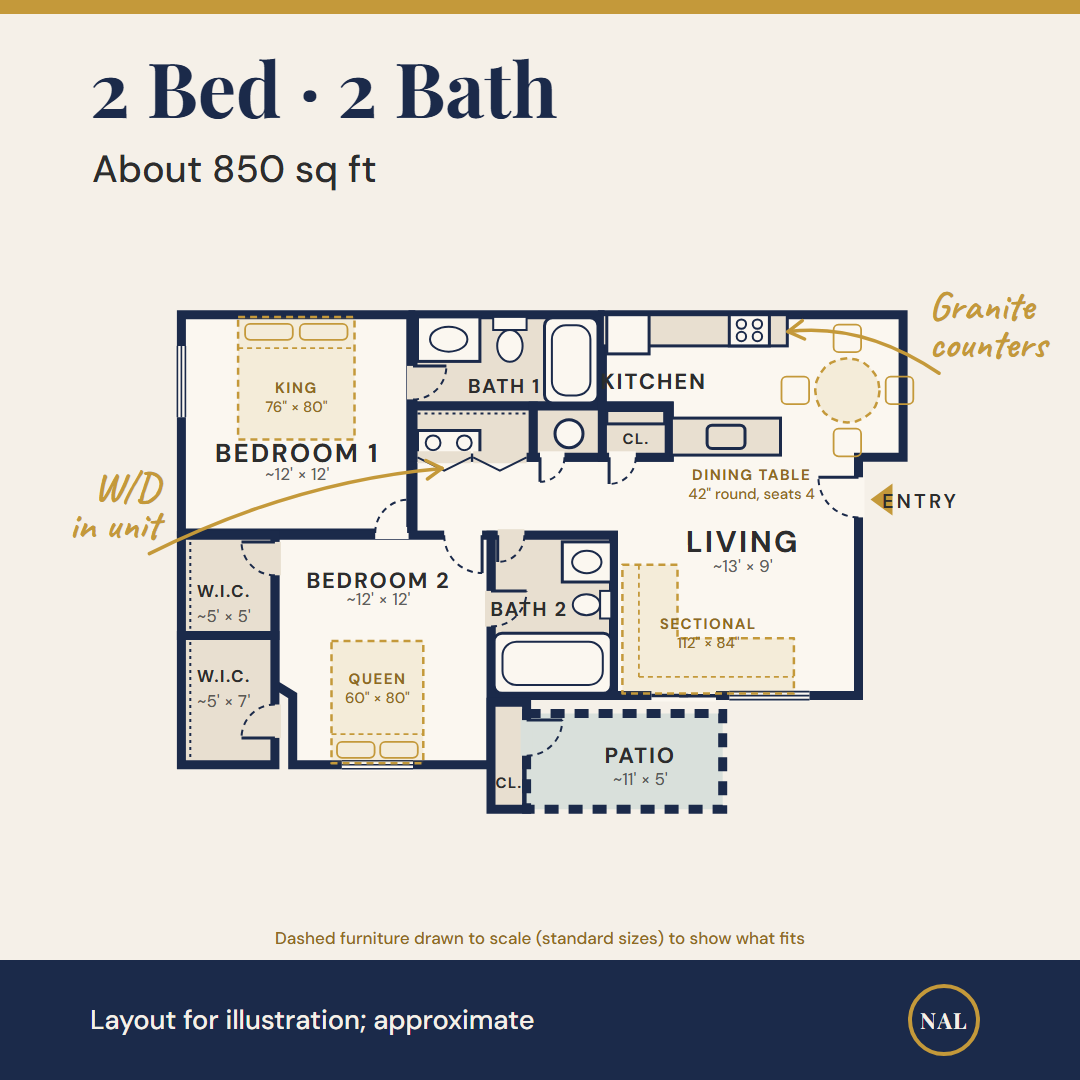 2 Bed · 2 Bath
About 850 sq ft
Granite
counters
KING
76" × 80"
BATH 1
KITCHEN
BEDROOM 1
~12' × 12'
CL.
DINING TABLE
42" round, seats 4
W/D
in unit
ENTRY
LIVING
~13' × 9'
BEDROOM 2
~12' × 12'
W.I.C.
~5' × 5'
BATH 2
SECTIONAL
112" × 84"
W.I.C.
~5' × 7'
QUEEN
60" × 80"
PATIO
~11' × 5'
CL.
Dashed furniture drawn to scale (standard sizes) to show what fits
Layout for illustration; approximate
NAL